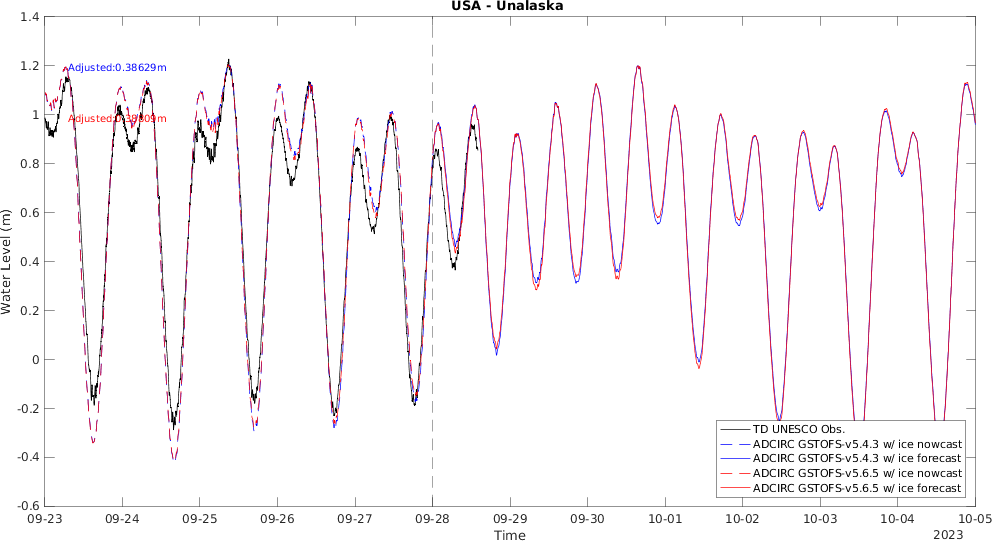 USA - Unalaska
1.4
1.2
1
0.8
0.6
0.4
0.2
0
-0.2
-0.4
-0.6
Water Level (m)
Adjusted:0.38629m
TD UNESCO Obs.
ADCIRC GSTOFS-v5.4.3 w/ ice nowcast
ADCIRC GSTOFS-v5.4.3 w/ ice forecast
ADCIRC GSTOFS-v5.6.5 w/ ice nowcast
ADCIRC GSTOFS-v5.6.5 w/ ice forecast
09-23 09-24 09-25 09-26 09-27 09-28 09-29 09-30 10-01 10-02 10-03 10-04 10-05
Time
2023